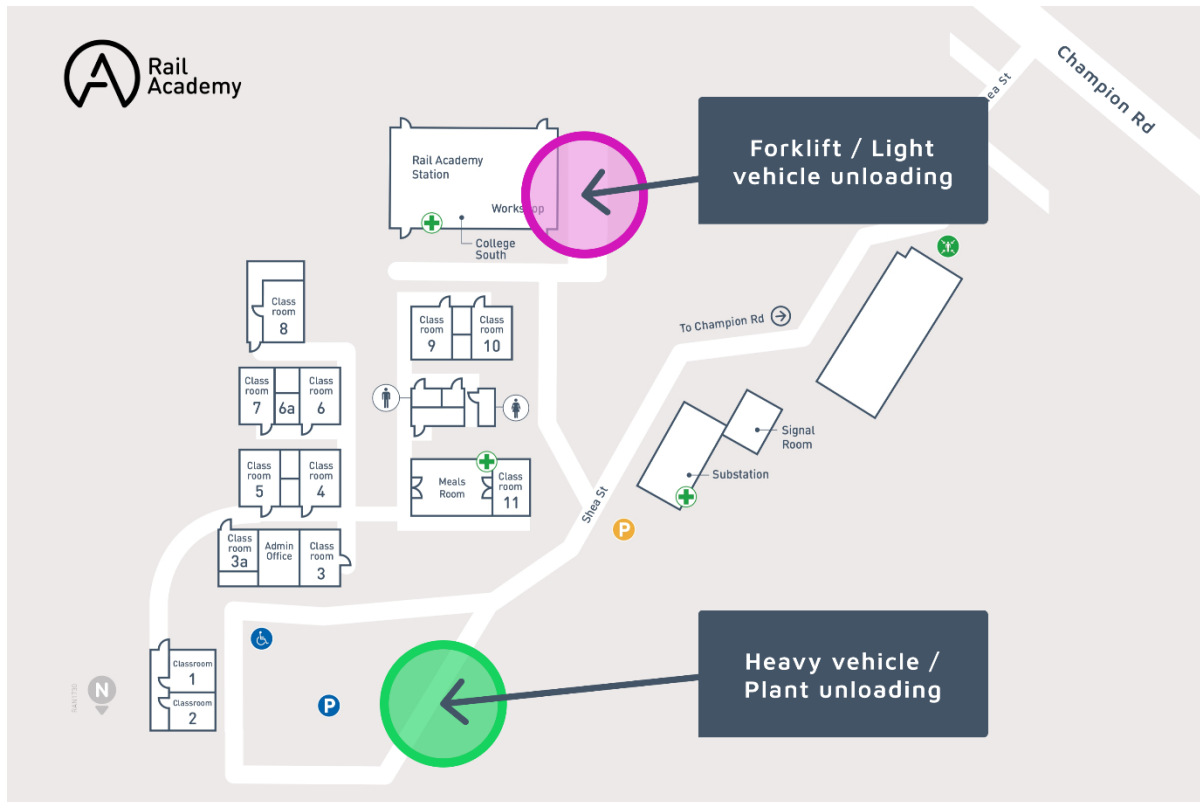 Rail
Academy
Champion Rd
Forklift / Light
vehicle unloading
Rail Academy
Station
Workshop
College
South
Class
room
8
Class
room
9
Class
room
10
To Champion Rd
Class
room
7
6a
Class
room
6
Signal
Room
Substation
Class
room
5
Class
room
4
Meals
Room
Class
room
11
Shea St
P
Class
room
3a
Admin
Office
Class
room
3
Classroom
1
Classroom
2
N
P
Heavy vehicle /
Plant unloading